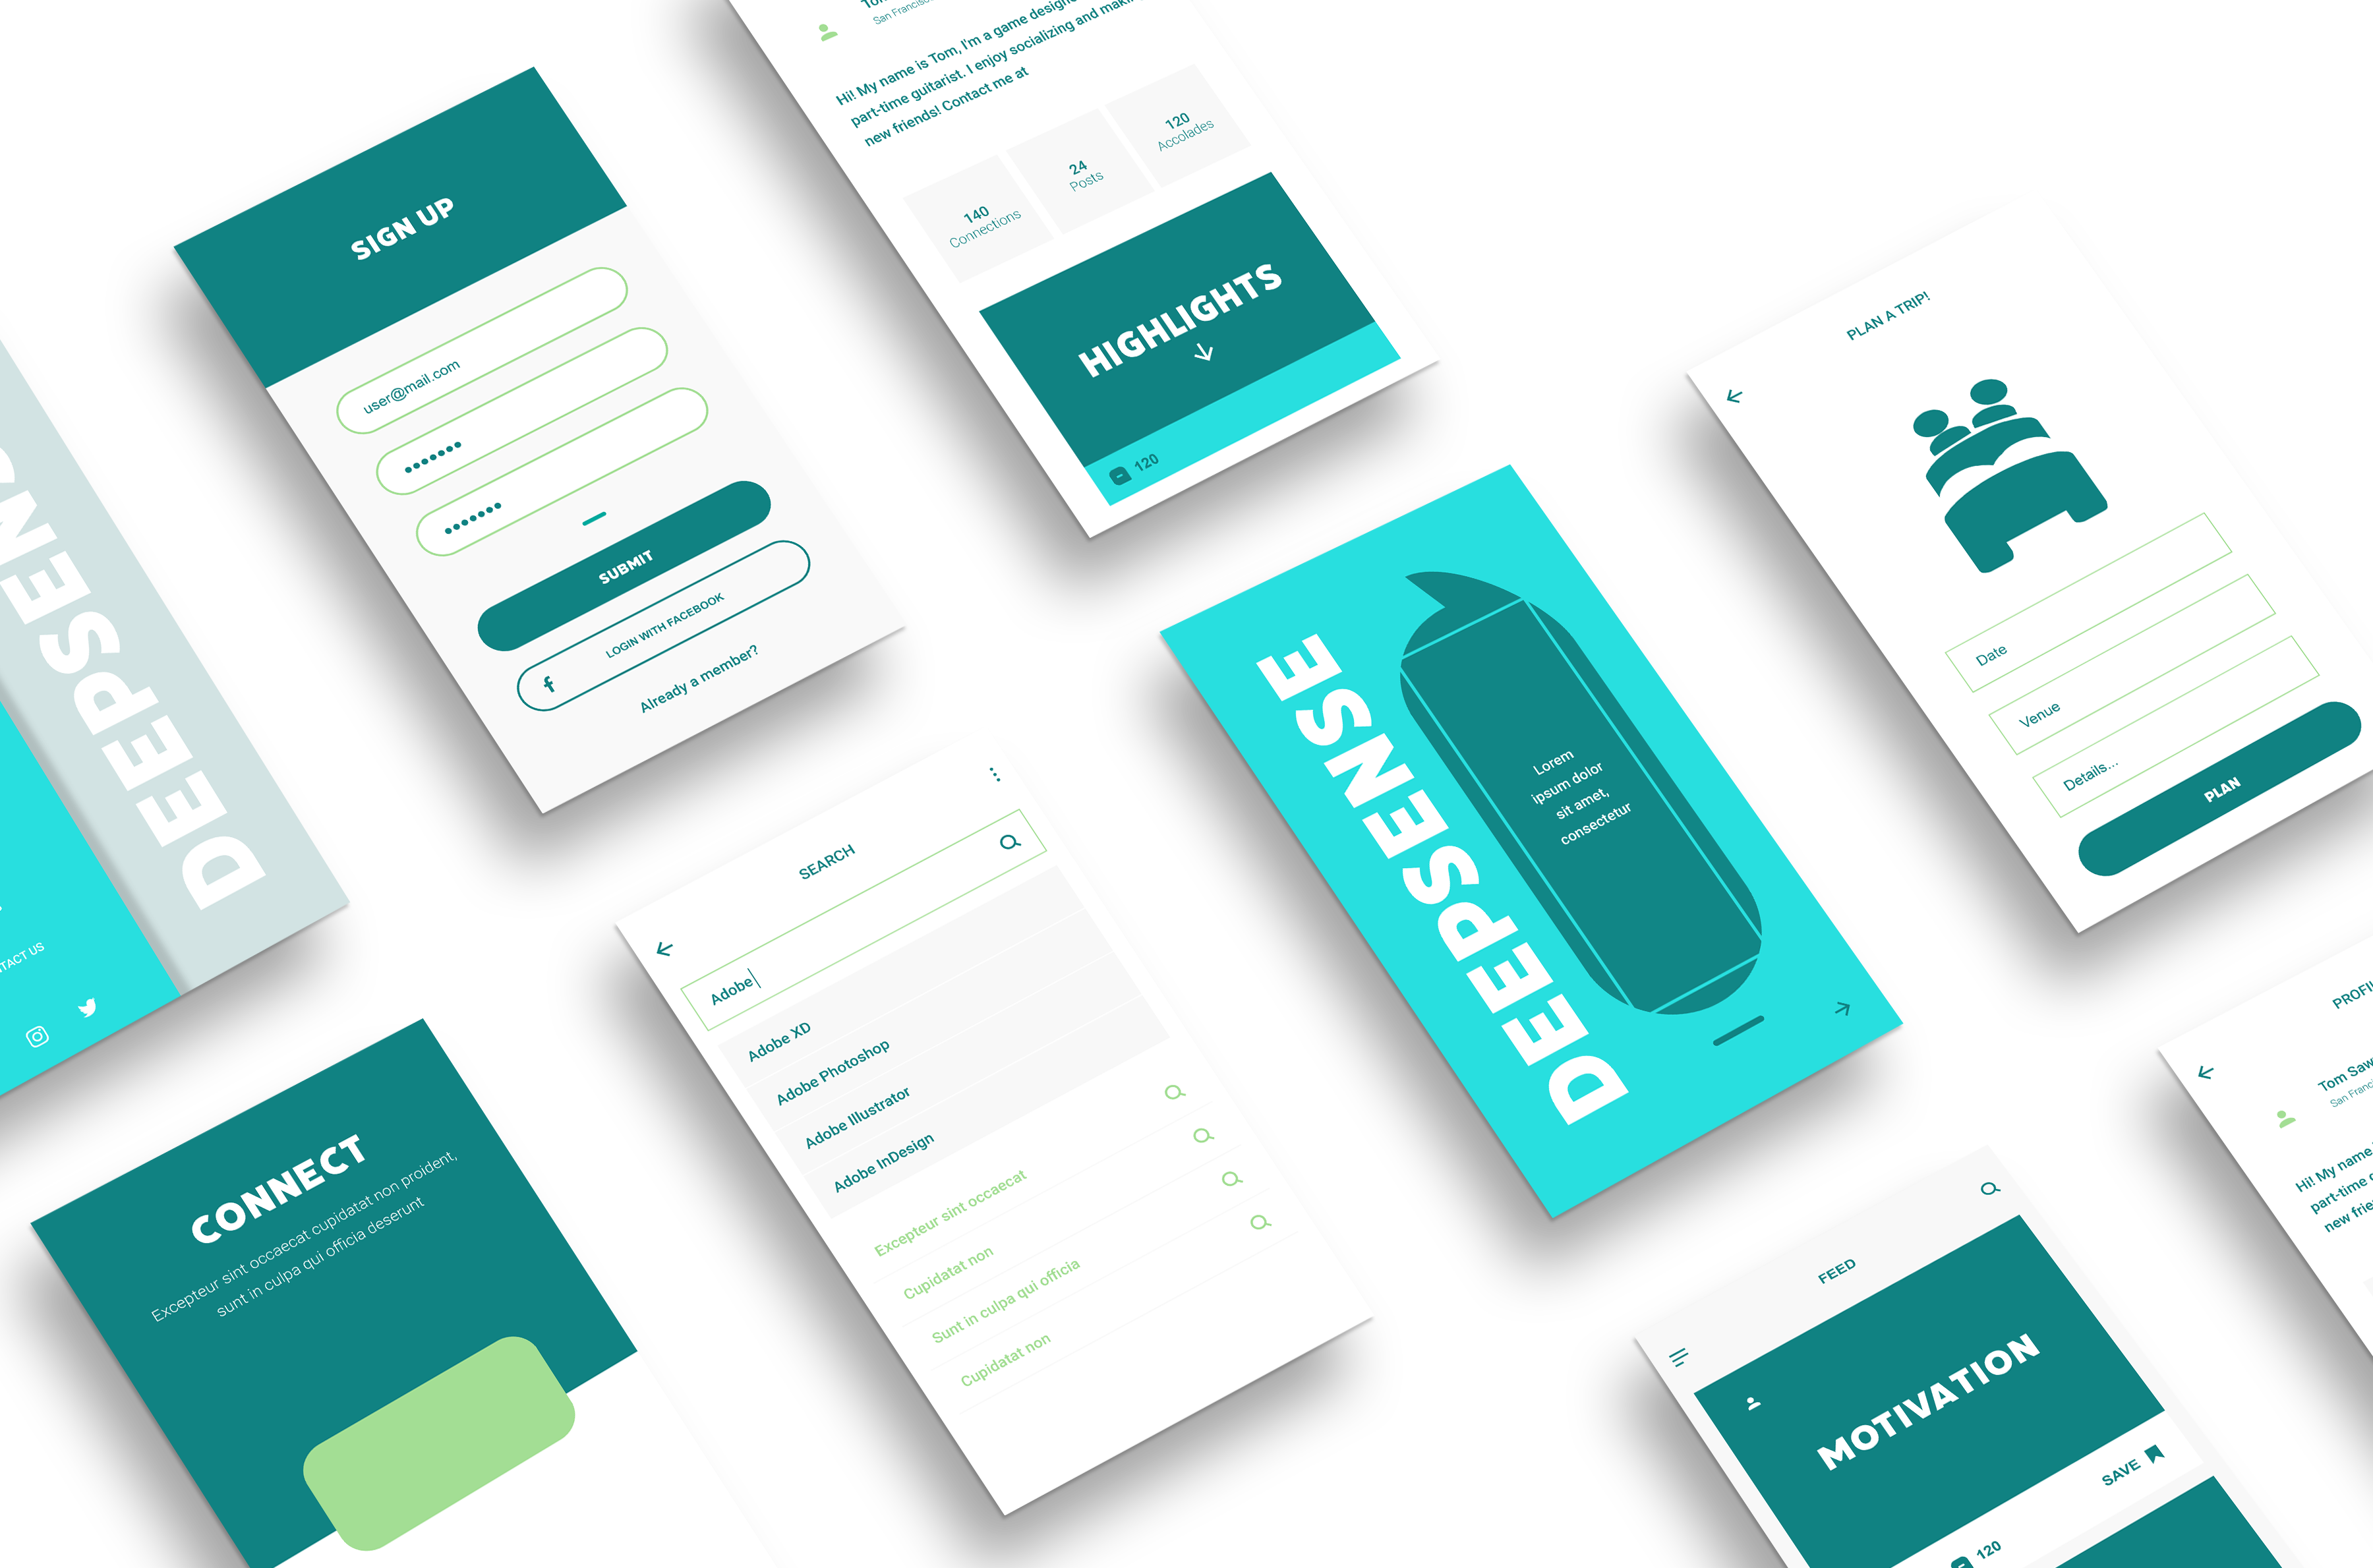 DEEPSENS
TACT US
SIGN UP
user@mail.com
SUBMIT
LOGIN WITH FACEBOOK
Already a member?
San Francisco
Hi! My name is Tom, I'm a game designer
part-time guitarist. I enjoy socializing and making
new friends! Contact me at
140
Connections
24
Posts
120
Accolades
HIGHLIGHTS
120
PLAN A TRIP!
Date
Venue
Details...
PLAN
DEEPSENSE
Lorem
ipsum dolor
sit amet,
consectetur
SEARCH
Adobe
Adobe XD
Adobe Photoshop
Adobe Illustrator
Adobe InDesign
Excepteur sint occaecat
Cupidatat non
Sunt in culpa qui officia
Cupidatat non
CONNECT
Excepteur sint occaecat cupidatat non proident,
sunt in culpa qui officia deserunt
FEED
MOTIVATION
SAVE
120
PROFI
Tom Saw
San Franci
Hi! My name
part-time
new frie